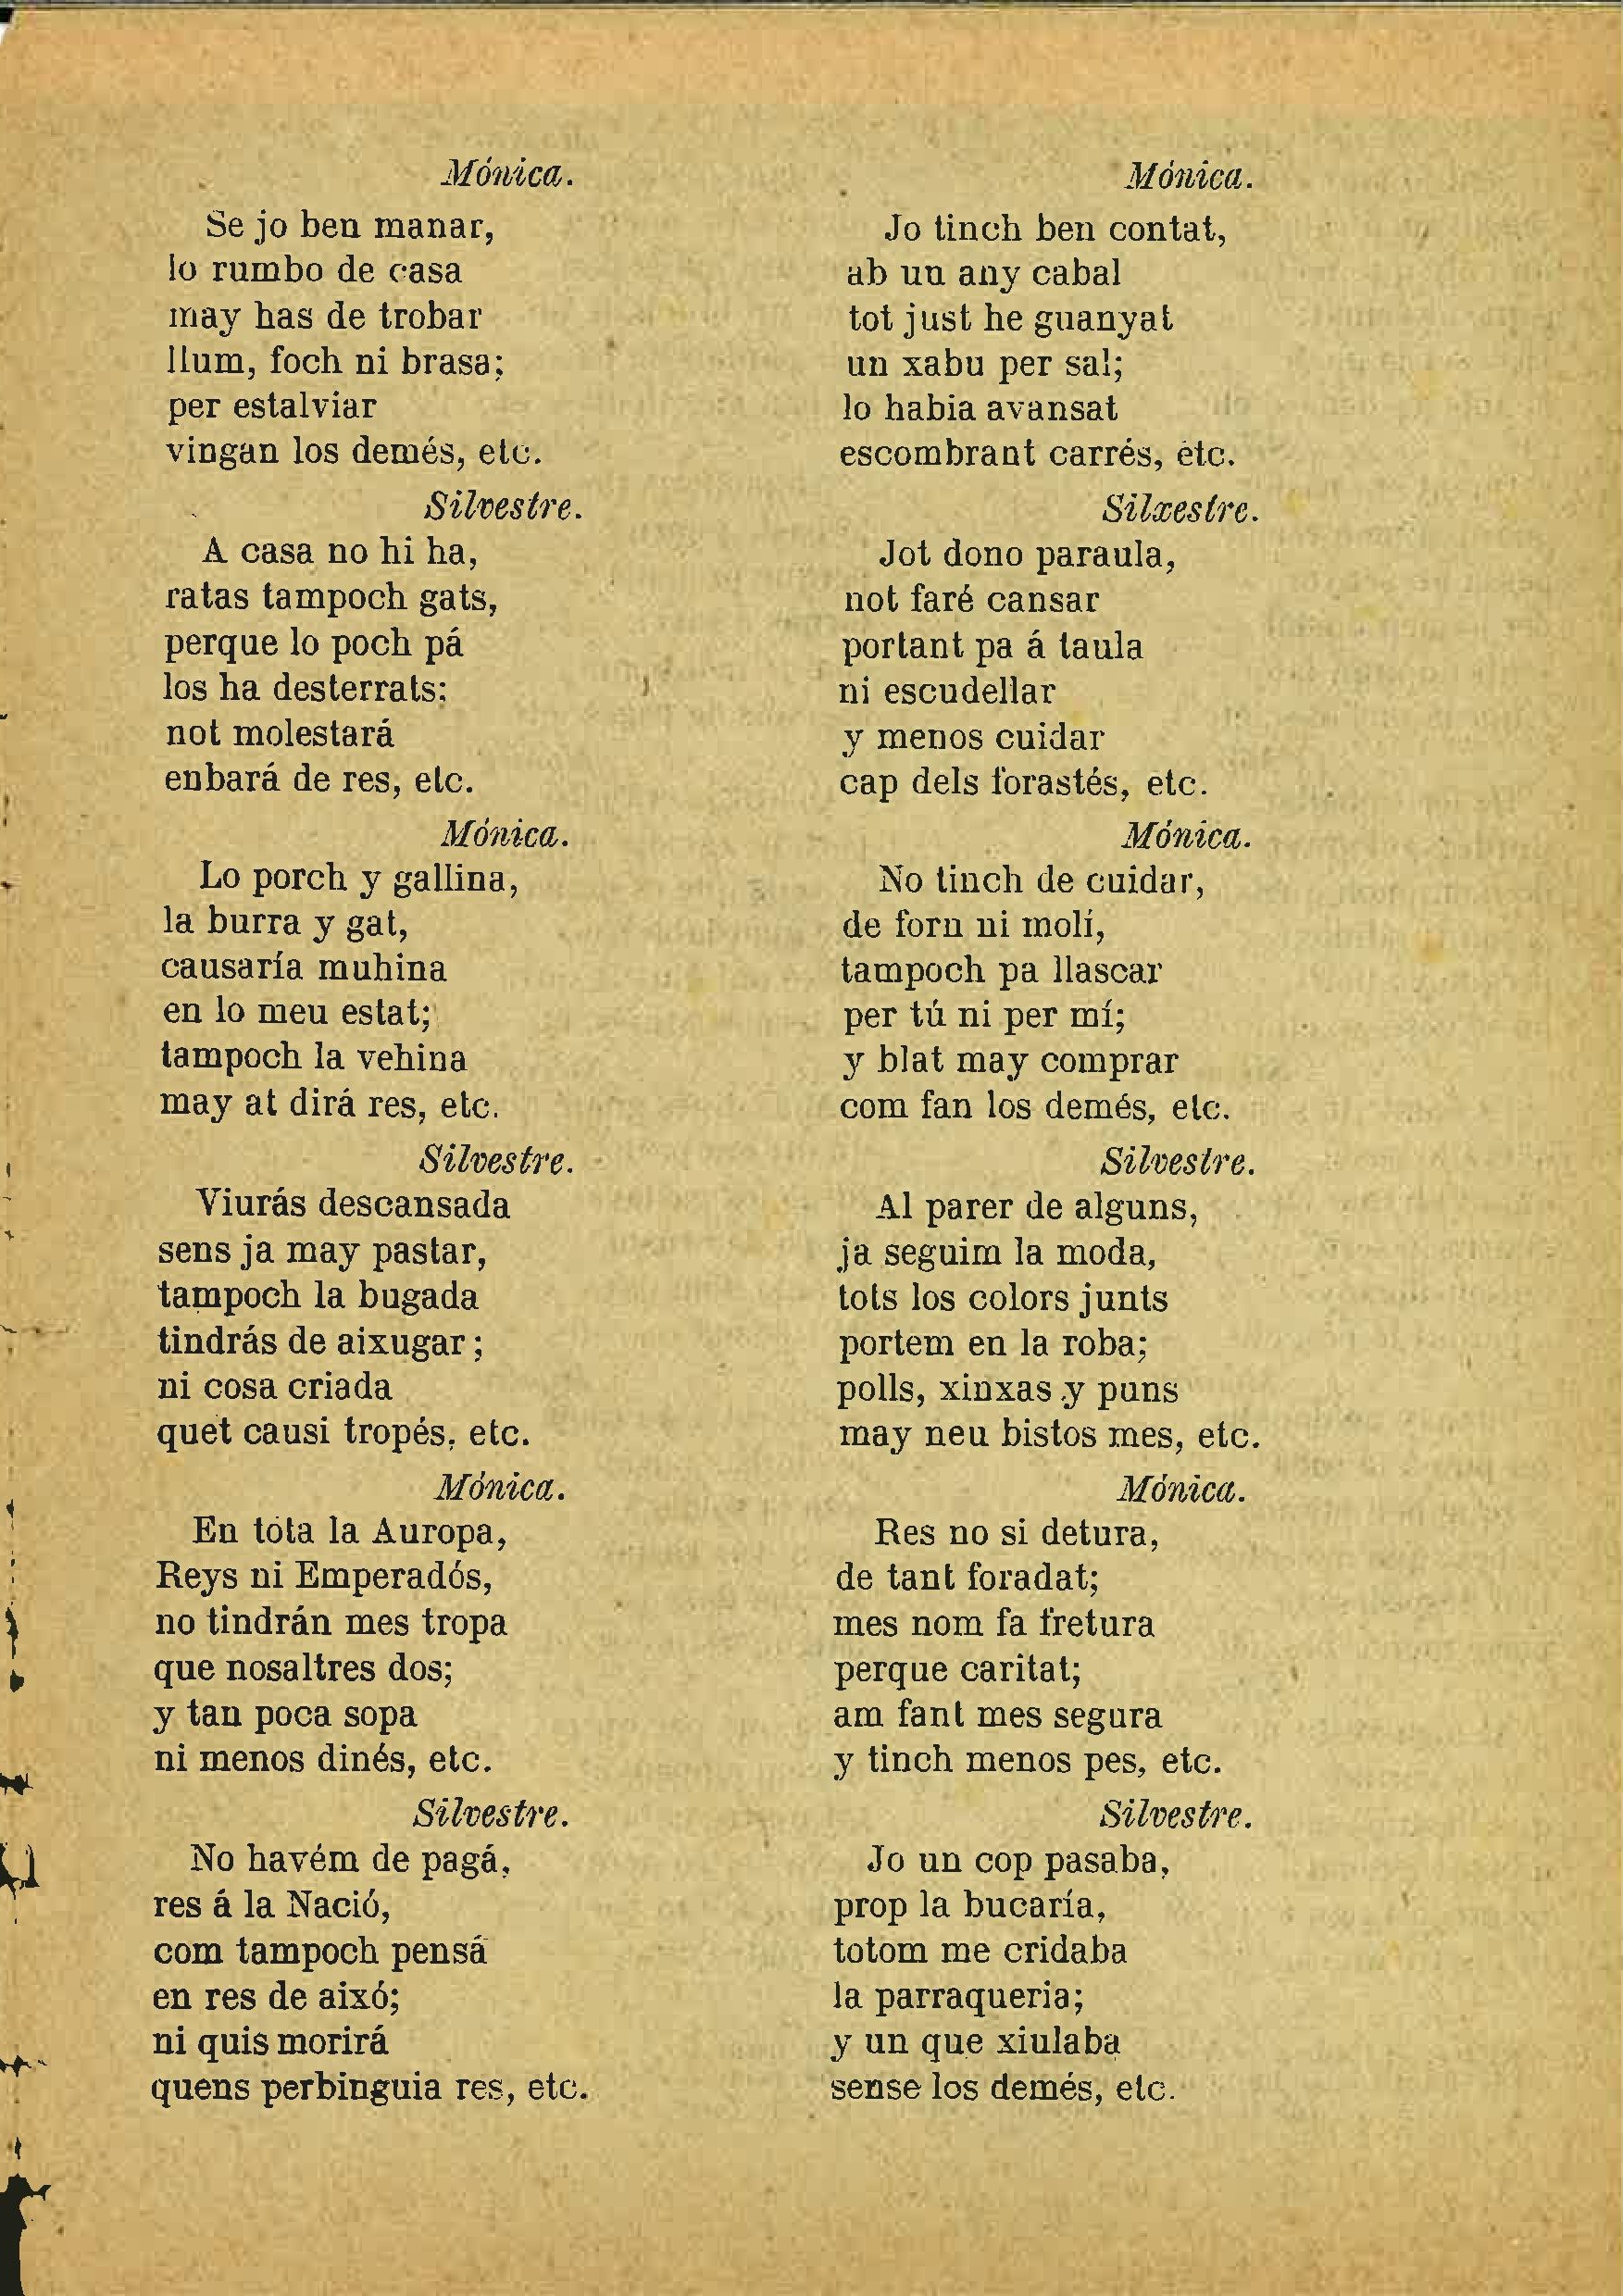 Mónica.
Se jo ben manar,
lo rumbo de casa
may has de trobar
llum, foch ni brasa;
per estalviar
vingan los demés, etc.
Silvestre.
A casa no hi ha,
ratas tampoch gats,
perque lo poch pá
los ha desterrats:
not molestará
enbará de res, etc.
Mónica.
Lo porch y gallina,
la burra y gat,
causaría muhina
en lo meu estat;
tampoch la vehina
may at dirá res, etc.
Silvestre.
Viurás descansada
sens ja may pastar,
tampoch la bugada
tindrás de aixugar;
ni cosa criada
quet causi tropés, etc.
Mónica.
En tota la Auropa,
Reys ni Emperadós,
no tindrán mes tropa
que nosaltres dos;
y tan poca sopa
ni menos dinés, etc.
Silvestre.
No havém de pagá,
res á la Nació,
com tampoch pensá
en res de aixó;
ni quis morirá
quens perbinguia res, etc.
Mónica.
Jo tinch ben contat,
ab un any cabal
tot just he guanyat
un xabu per sal;
lo habia avansat
escombrant carrés, etc.
Silxestre.
Jot dono paraula,
not faré cansar
portant pa á taula
ni escudellar
y menos cuidar
cap dels forastés, etc.
Mónica.
No tinch de cuidar,
de forn ni molí,
tampoch pa llascar
per tú ni per mí;
y blat may comprar
com fan los demés, etc.
Silvestre.
Al parer de alguns,
ja seguim la moda,
tots los colors junts
portem en la roba;
polls, xinxas y puns
may neu bistos mes, etc.
Mónica.
Res no si detura,
de tant foradat;
mes nom fa fretura
perque caritat;
am fant mes segura
y tinch menos pes, etc.
Silvestre.
Jo un cop pasaba,
prop la bucaría,
totom me cridaba
la parraqueria;
y un que xiulaba
sense los demés, etc.